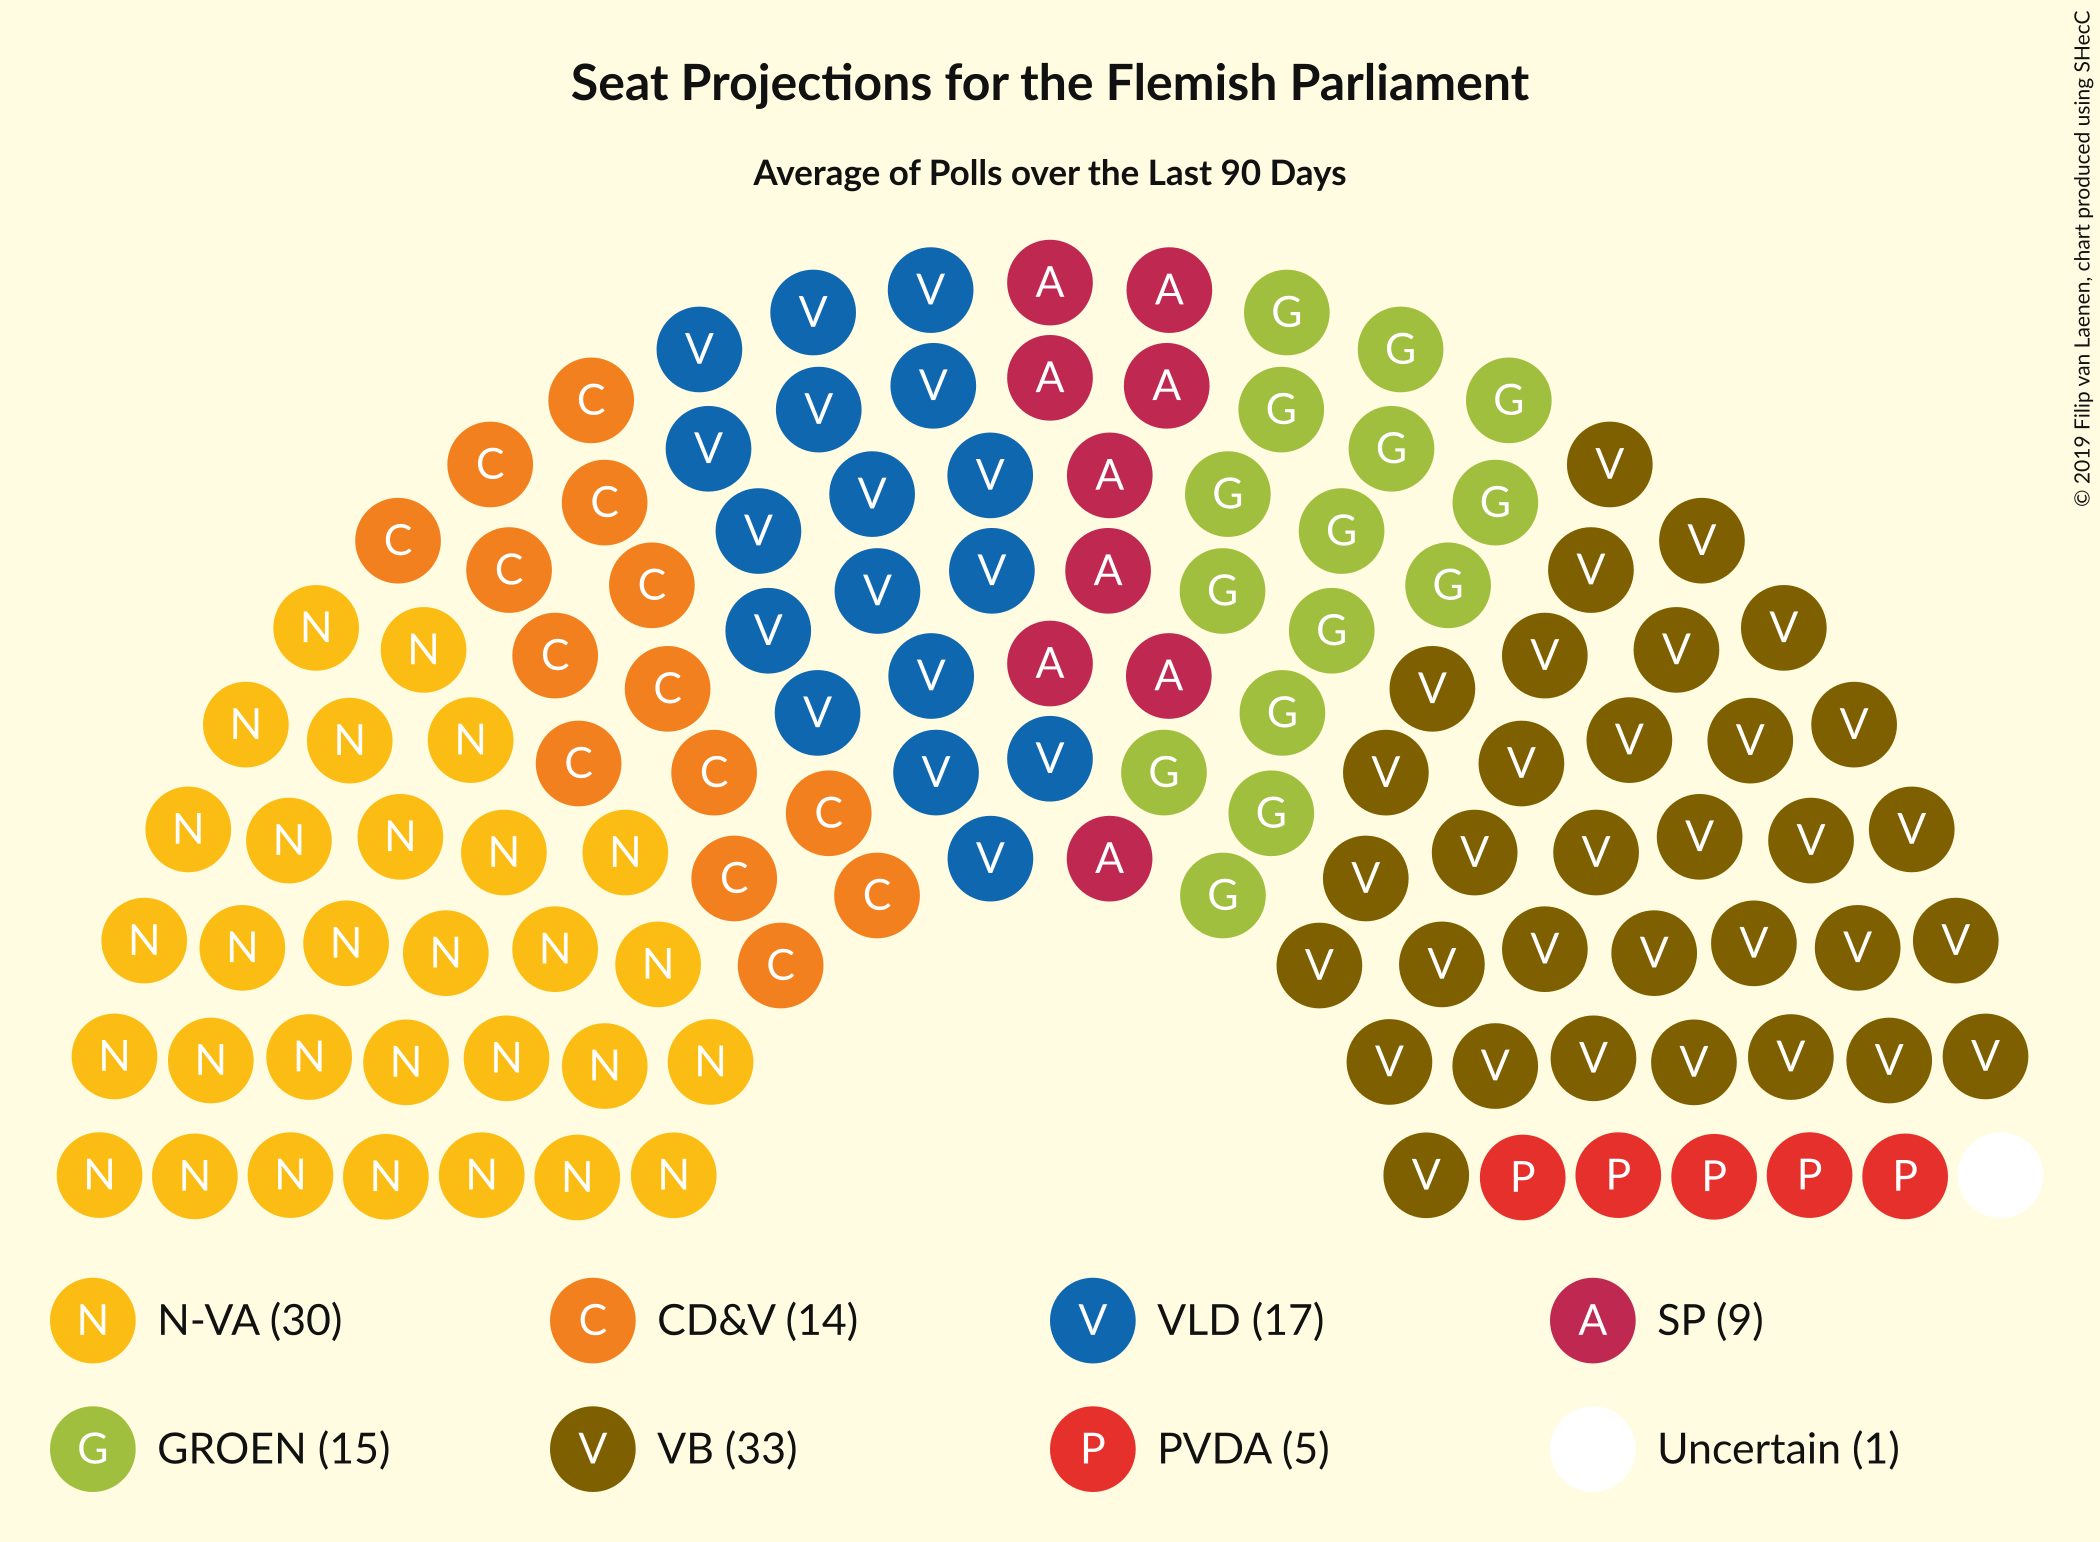 © 2019 Filip van Laenen, chart produced using SHecC
Seat Projections for the Flemish Parliament
Average of Polls over the Last 90 Days
V V A A G
V V A A G
C V G G
C V V A G V
C V G G
C V G V
C C V V A G G V
N N C V A G V V V
C V A V
N N N V G V V V
C C V V G V V
N N N N N C V A G V V V V V
C C G V
N N N N N N C V V V V V V V
N N N N N N N V V V V V V V
N N N N N N N V P P P P P
N N-VA (30) C CD&V (14) V VLD (17) A SP (9)
G GROEN (15) V VB (33) P PVDA (5) Uncertain (1)